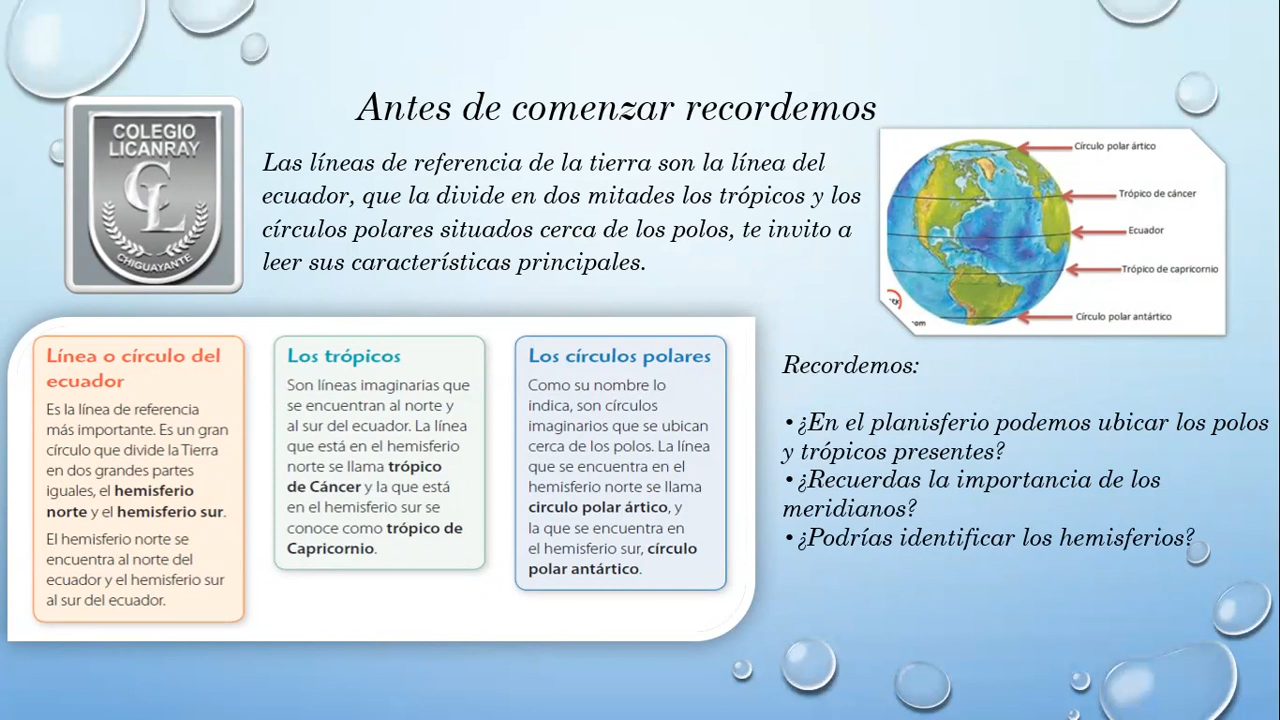 COLEGIO
LICANRAY
CL
CHIGUAYANTE
Antes de comenzar recordemos
Las líneas de referencia de la tierra son la línea del
ecuador, que la divide en dos mitades los trópicos y los
círculos polares situados cerca de los polos, te invito a
leer sus características principales.
Círculo polar ártico
Trópico de cáncer
Ecuador
Trópico de capricornio
Círculo polar antártico
om
Línea o círculo del
ecuador
Es la línea de referencia
más importante. Es un gran
círculo que divide la Tierra
en dos grandes partes
iguales, el hemisferio
norte y el hemisferio sur.
El hemisferio norte se
encuentra al norte del
ecuador y el hemisferio sur
al sur del ecuador.
Los trópicos
Son líneas imaginarias que
se encuentran al norte y
al sur del ecuador. La línea
que está en el hemisferio
norte se llama trópico
de Cáncer y la que está
en el hemisferio sur se
conoce como trópico de
Capricornio.
Los círculos polares
Como su nombre lo
indica, son círculos
imaginarios que se ubican
cerca de los polos. La línea
que se encuentra en el
hemisferio norte se llama
circulo polar ártico, y
la que se encuentra en
el hemisferio sur, círculo
polar antártico.
Recordemos:
• ¿En el planisferio podemos ubicar los polos
y trópicos presentes?
• ¿Recuerdas la importancia de los
meridianos?
• ¿Podrías identificar los hemisferios?